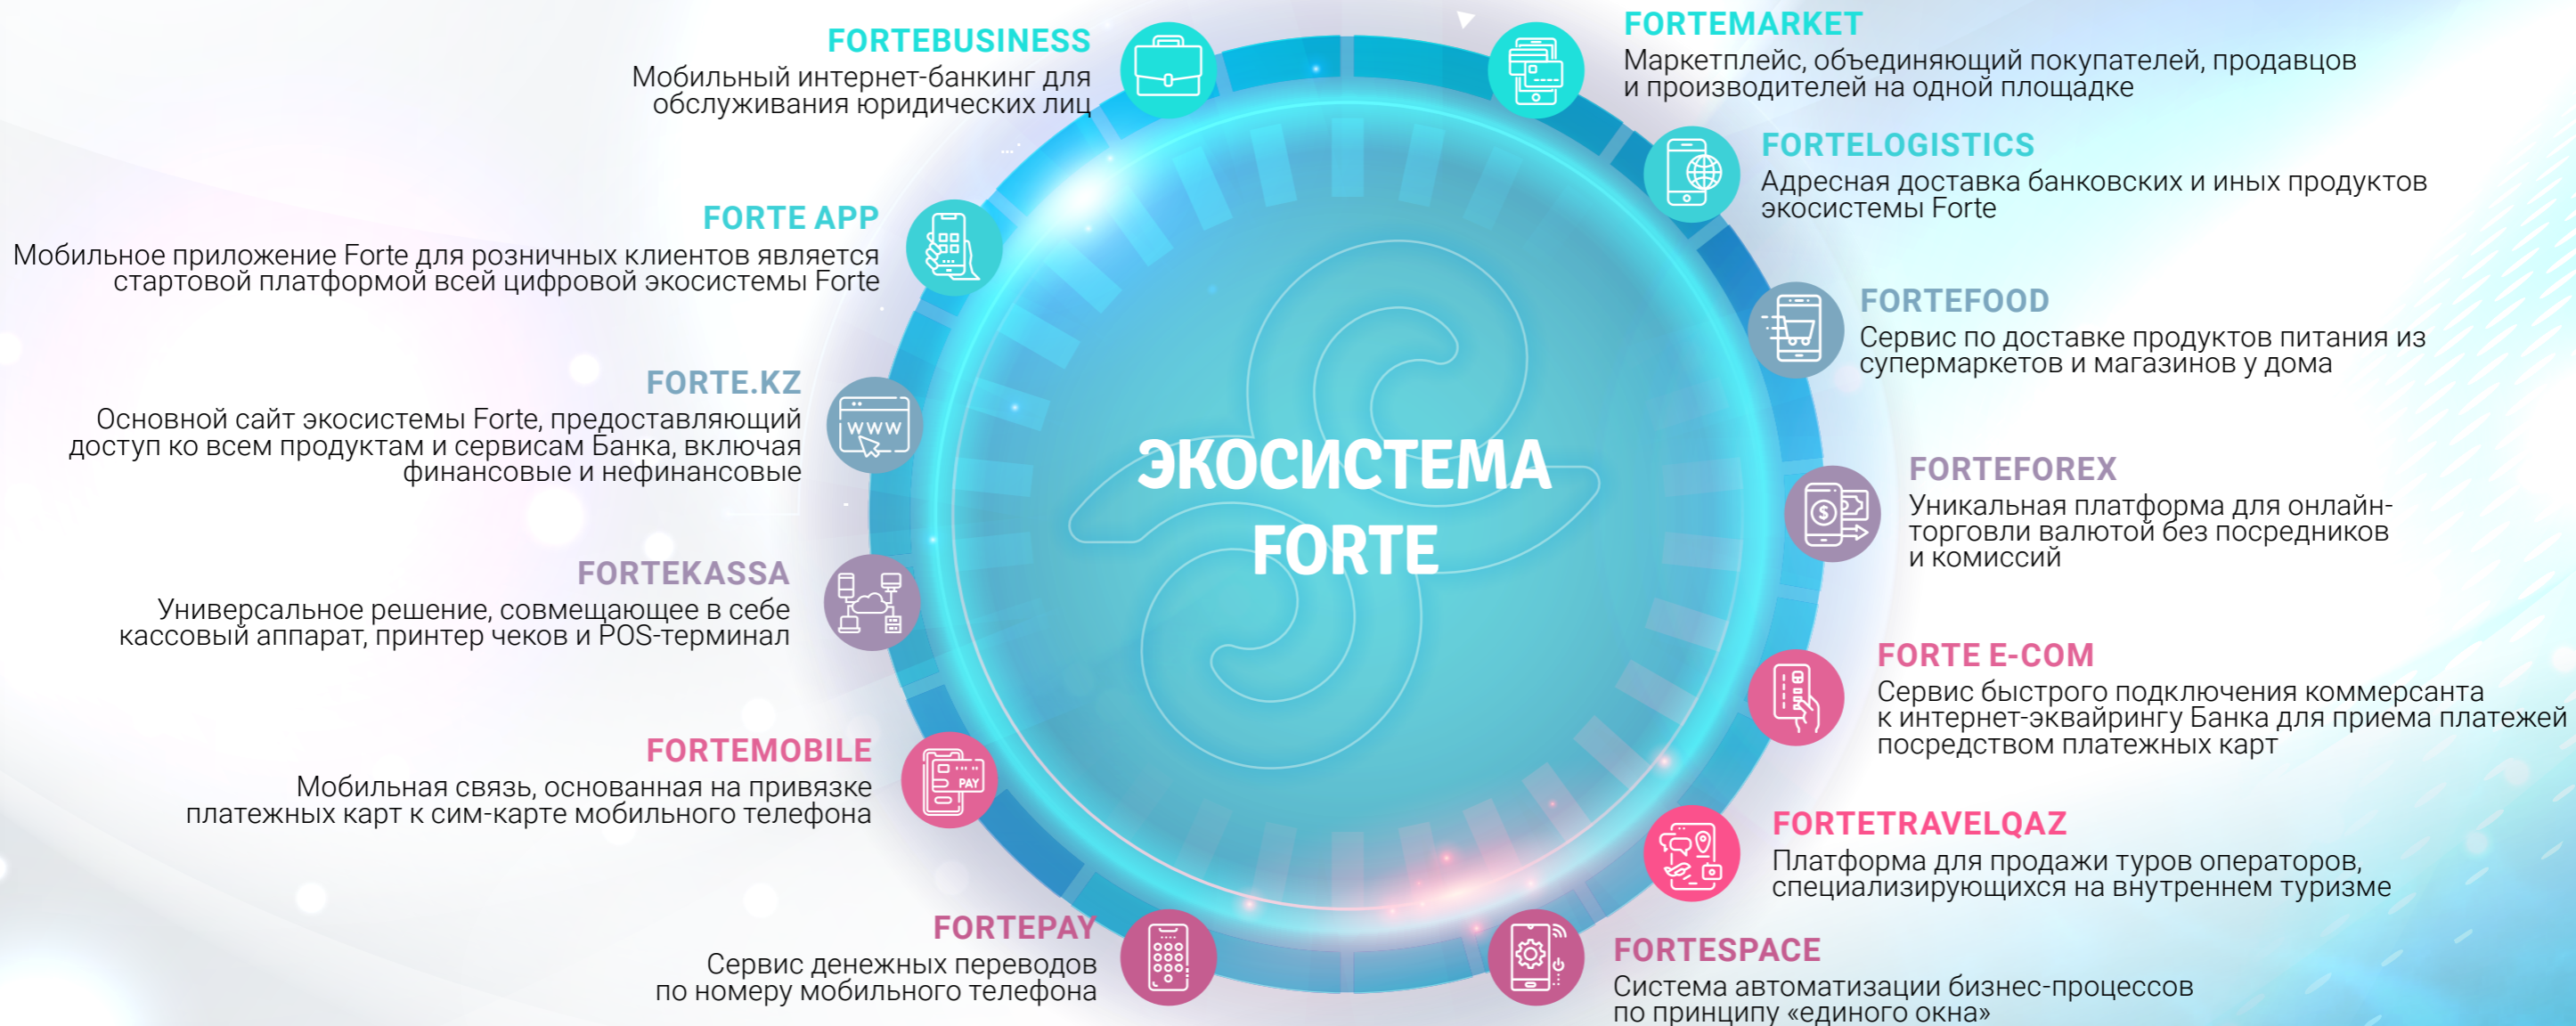 FORTEBUSINESS
Мобильный интернет-банкинг для
обслуживания юридических лиц
FORTE APP
Мобильное приложение Forte для розничных клиентов является
стартовой платформой всей цифровой экосистемы Forte
FORTE.KZ
Основной сайт экосистемы Forte, предоставляющий
доступ ко всем продуктам и сервисам Банка, включая
финансовые и нефинансовые
WWW
FORTEKASSA
Универсальное решение, совмещающее в себе
кассовый аппарат, принтер чеков и POS-терминал
FORTEMOBILE
Мобильная связь, основанная на привязке
платежных карт к сим-карте мобильного телефона
PAY
FORTEPAY
Сервис денежных переводов
по номеру мобильного телефона
ЭКОСИСТЕМА
FORTE
FORTEMARKET
Маркетплейс, объединяющий покупателей, продавцов
и производителей на одной площадке
FORTELOGISTICS
Адресная доставка банковских и иных продуктов
экосистемы Forte
FORTEFOOD
Сервис по доставке продуктов питания из
супермаркетов и магазинов у дома
FORTEFOREX
Уникальная платформа для онлайн-
торговли валютой без посредников
и комиссий
$
FORTE E-COM
Сервис быстрого подключения коммерсанта
к интернет-эквайрингу Банка для приема платежей
посредством платежных карт
FORTETRAVELQAZ
Платформа для продажи туров операторов,
специализирующихся на внутреннем туризме
FORTESPACE
Система автоматизации бизнес-процессов
по принципу «единого окна»